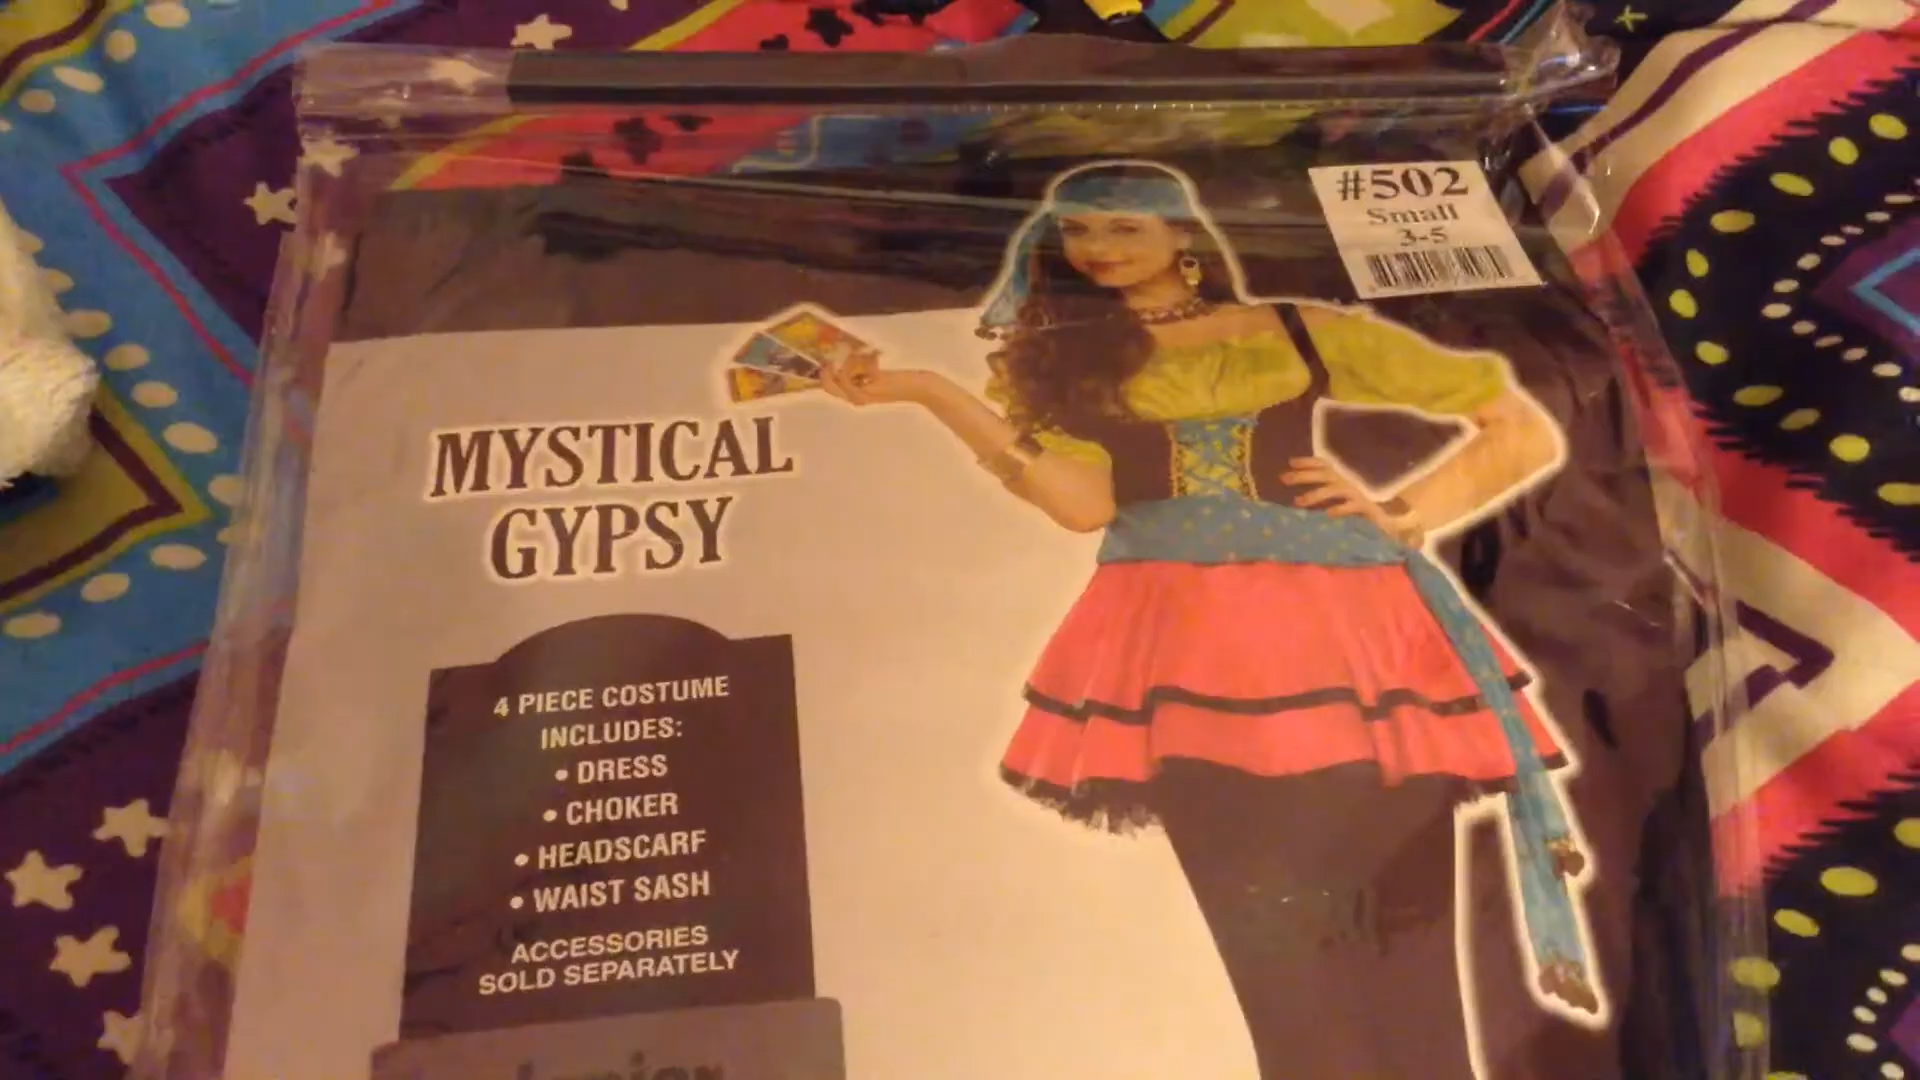 #502
Small
3-5
MYSTICAL
GYPSY
4 PIECE COSTUME
INCLUDES:
• DRESS
• CHOKER
• HEADSCARF
• WAIST SASH
ACCESSORIES
SOLD SEPARATELY